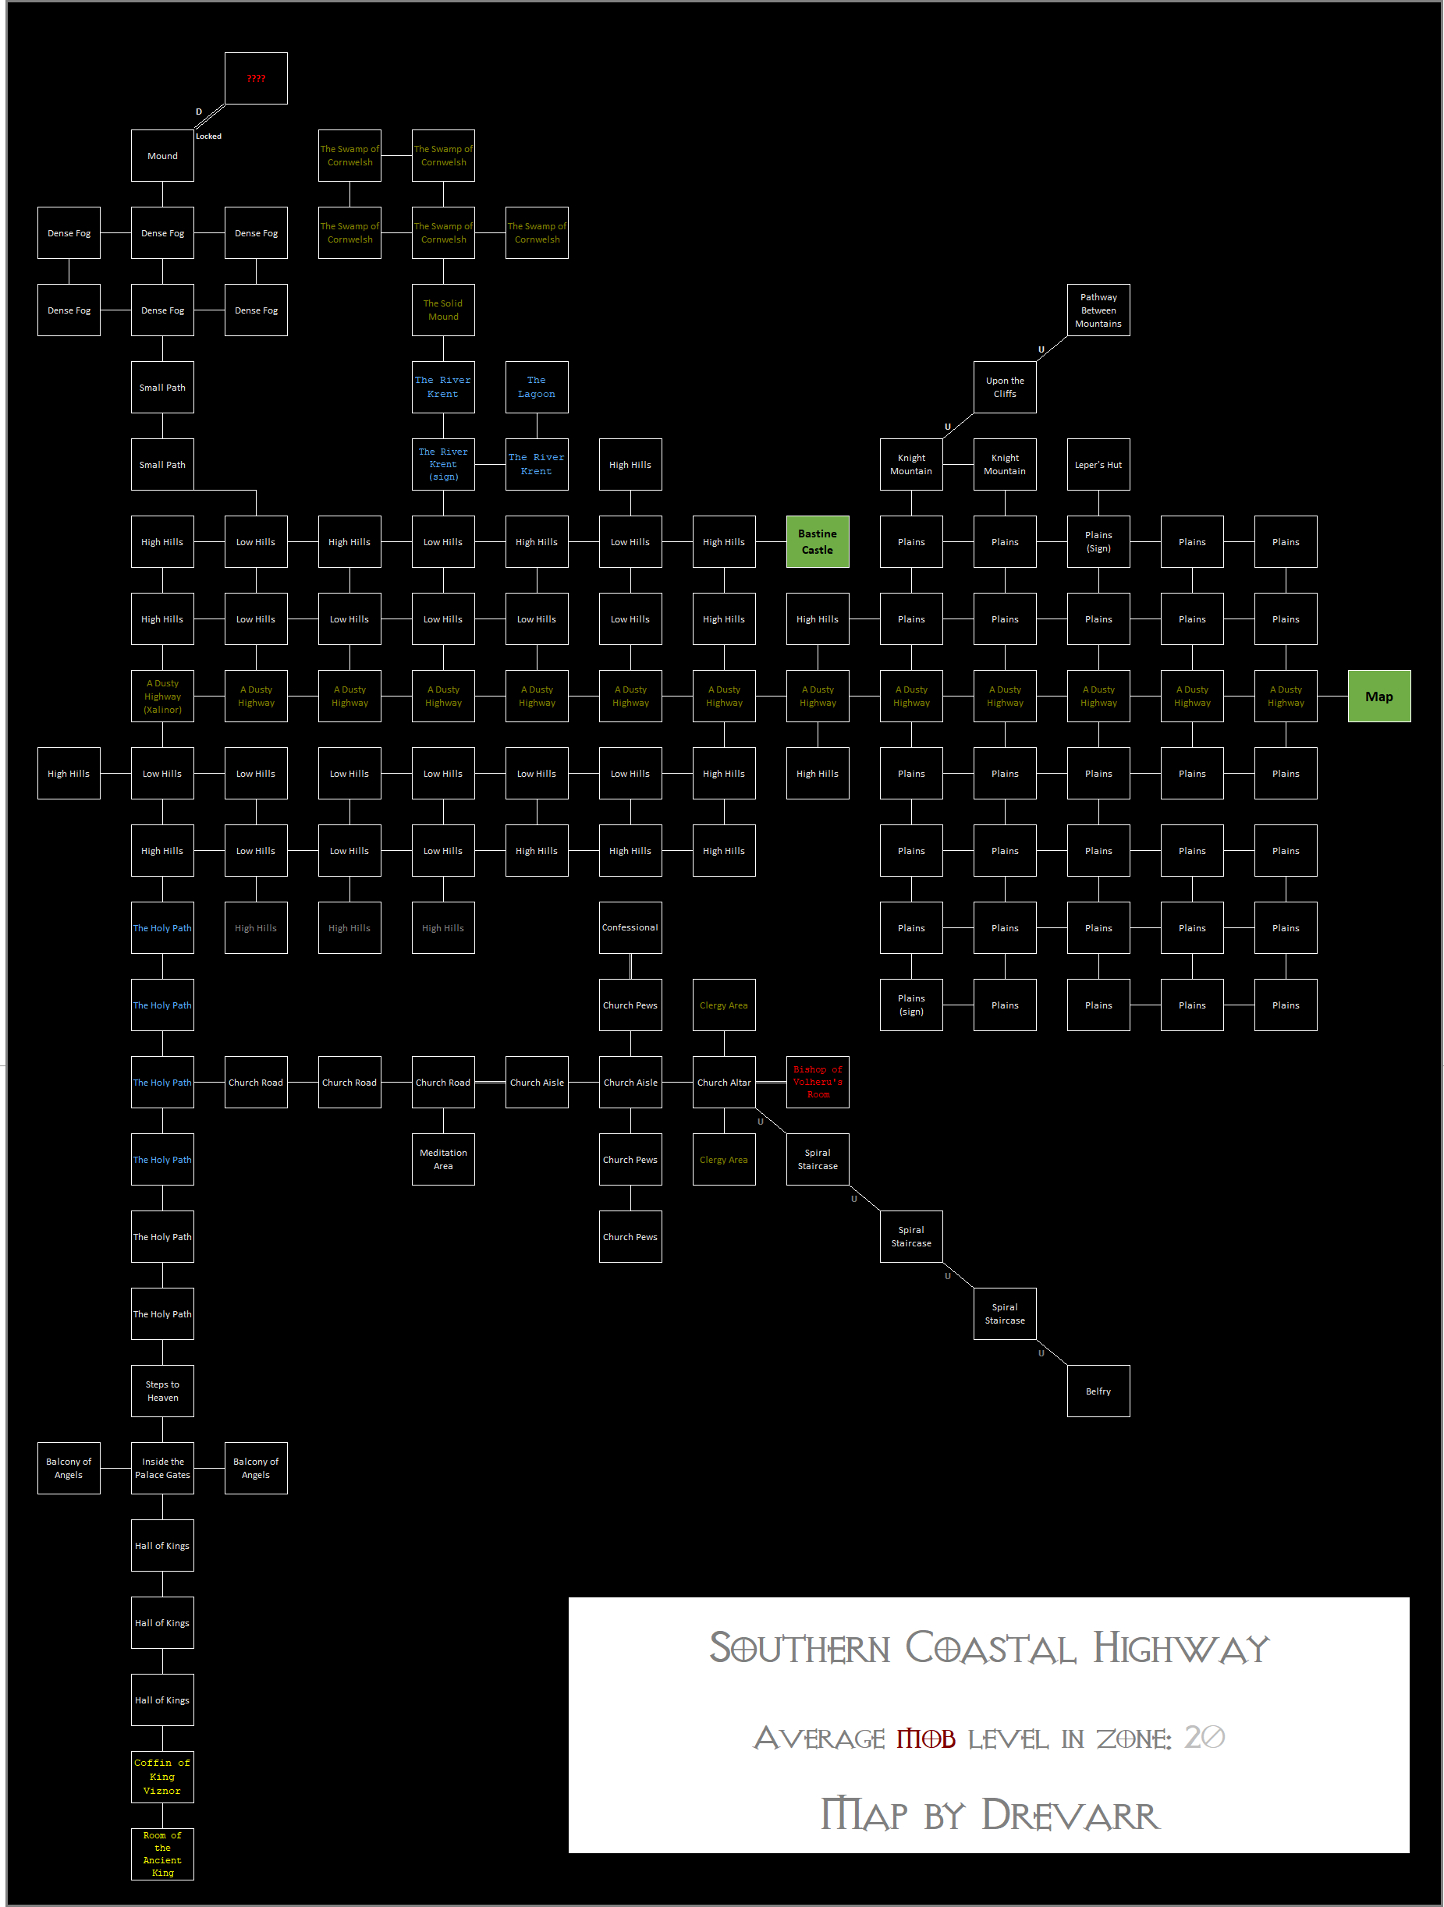 ????
D
Locked
Mound
The Swamp of
Cornwelsh
The Swamp of
Cornwelsh
Dense Fog
Dense Fog
Dense Fog
The Swamp of
Cornwelsh
The Swamp of
Cornwelsh
The Swamp of
Cornwelsh
Dense Fog
Dense Fog
Dense Fog
The Solid
Mound
Pathway
Between
Mountains
U
Small Path
The River
Krent
The
Lagoon
Upon the
Cliffs
U
Small Path
The River
Krent
(sign)
The River
Krent
High Hills
Knight
Mountain
Knight
Mountain
Leper's Hut
High Hills
Low Hills
High Hills
Low Hills
High Hills
Low Hills
High Hills
Bastine
Castle
Plains
Plains
Plains
(Sign)
Plains
Plains
High Hills
Low Hills
Low Hills
Low Hills
Low Hills
Low Hills
High Hills
High Hills
Plains
Plains
Plains
Plains
Plains
A Dusty
Highway
(Xalinor)
A Dusty
Highway
A Dusty
Highway
A Dusty
Highway
A Dusty
Highway
A Dusty
Highway
A Dusty
Highway
A Dusty
Highway
A Dusty
Highway
A Dusty
Highway
A Dusty
Highway
A Dusty
Highway
A Dusty
Highway
Map
High Hills
Low Hills
Low Hills
Low Hills
Low Hills
Low Hills
Low Hills
High Hills
High Hills
Plains
Plains
Plains
Plains
Plains
High Hills
Low Hills
Low Hills
Low Hills
High Hills
High Hills
High Hills
Plains
Plains
Plains
Plains
Plains
The Holy Path
High Hills
High Hills
High Hills
Confessional
Plains
Plains
Plains
Plains
Plains
The Holy Path
Church Pews
Clergy Area
Plains
(sign)
Plains
Plains
Plains
Plains
The Holy Path
Church Road
Church Road
Church Road
Church Aisle
Church Aisle
Church Altar
Bishop of
Volheru's
Room
U
The Holy Path
Meditation
Area
Church Pews
Clergy Area
Spiral
Staircase
U
The Holy Path
Church Pews
Spiral
Staircase
U
The Holy Path
Spiral
Staircase
U
Steps to
Heaven
Belfry
Balcony of
Angels
Inside the
Palace Gates
Balcony of
Angels
Hall of Kings
Hall of Kings
Hall of Kings
Coffin of
King
Viznor
Room of
the
Ancient
King
Southern Coastal Highway
Average mob level in zone: 20
Map by Drevarr